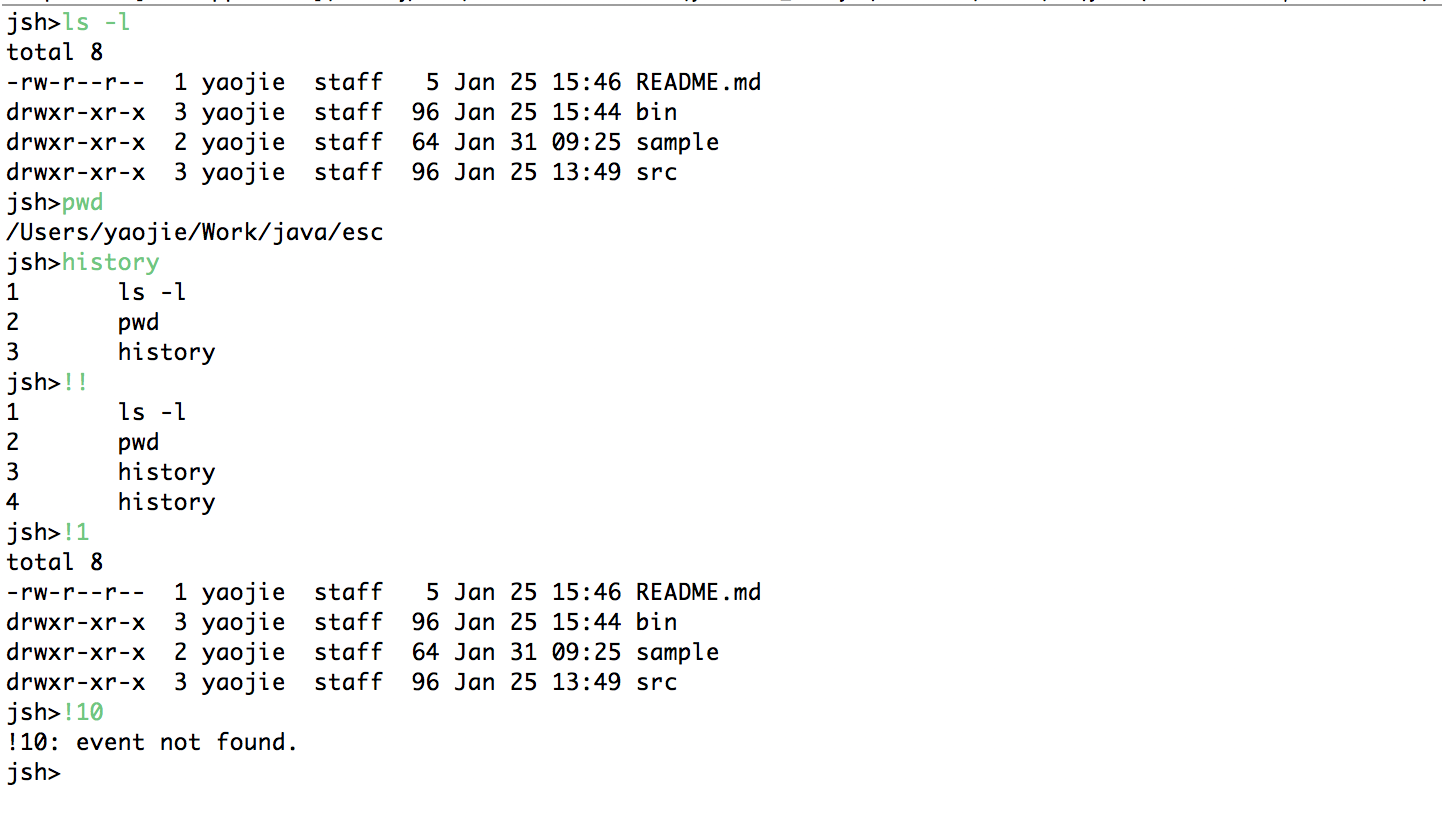 jsh>ls -l
total 8
-rw-r--r--  1 yaojie  staff   5 Jan 25 15:46 README.md
drwxr-xr-x  3 yaojie  staff  96 Jan 25 15:44 bin
drwxr-xr-x  2 yaojie  staff  64 Jan 31 09:25 sample
drwxr-xr-x  3 yaojie  staff  96 Jan 25 13:49 src
jsh>pwd
/Users/yaojie/Work/java/esc
jsh>history
1       ls -l
2       pwd
3       history
jsh>!!
1       ls -l
2       pwd
3       history
4       history
jsh>!1
total 8
-rw-r--r--  1 yaojie  staff   5 Jan 25 15:46 README.md
drwxr-xr-x  3 yaojie  staff  96 Jan 25 15:44 bin
drwxr-xr-x  2 yaojie  staff  64 Jan 31 09:25 sample
drwxr-xr-x  3 yaojie  staff  96 Jan 25 13:49 src
jsh>!10
!10: event not found.
jsh>